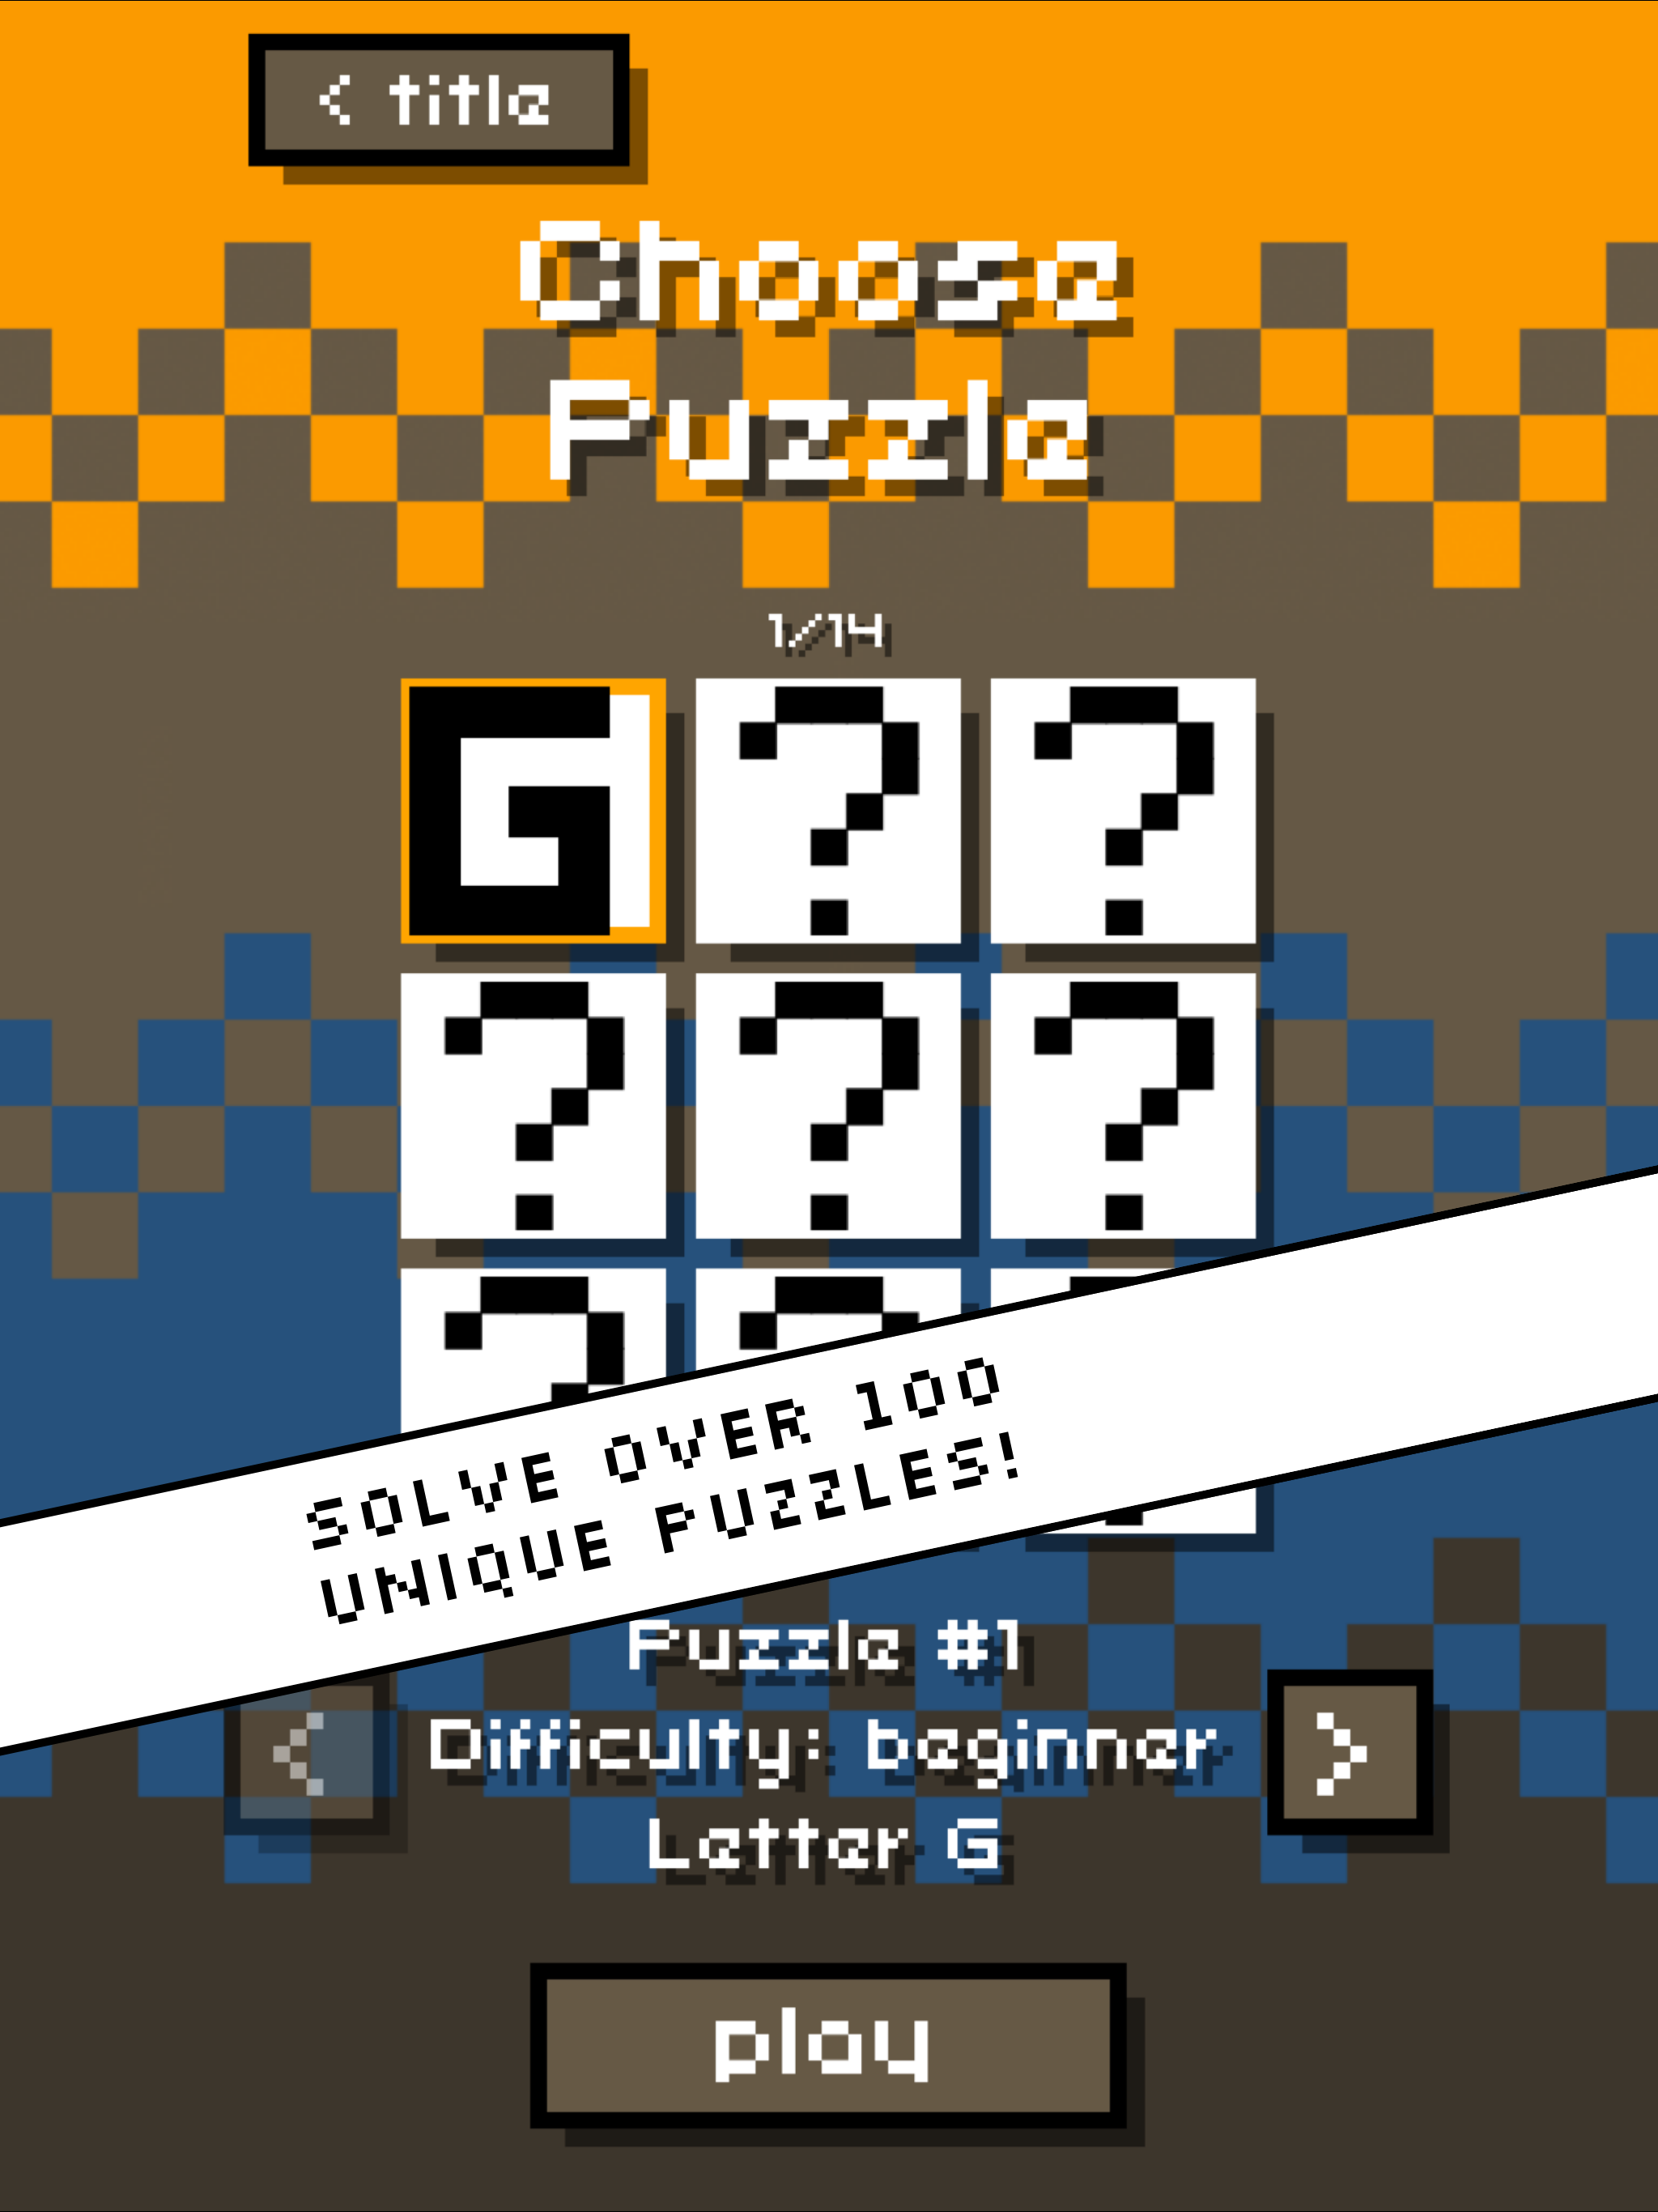 < title
Choose
Puzzle
1/14
G ? ?
? ? ?
? ?
SOLVE OVER 100
UNIQUE PUZZLES!
Puzzle #1
< Difficulty: beginner >
Letter G
play